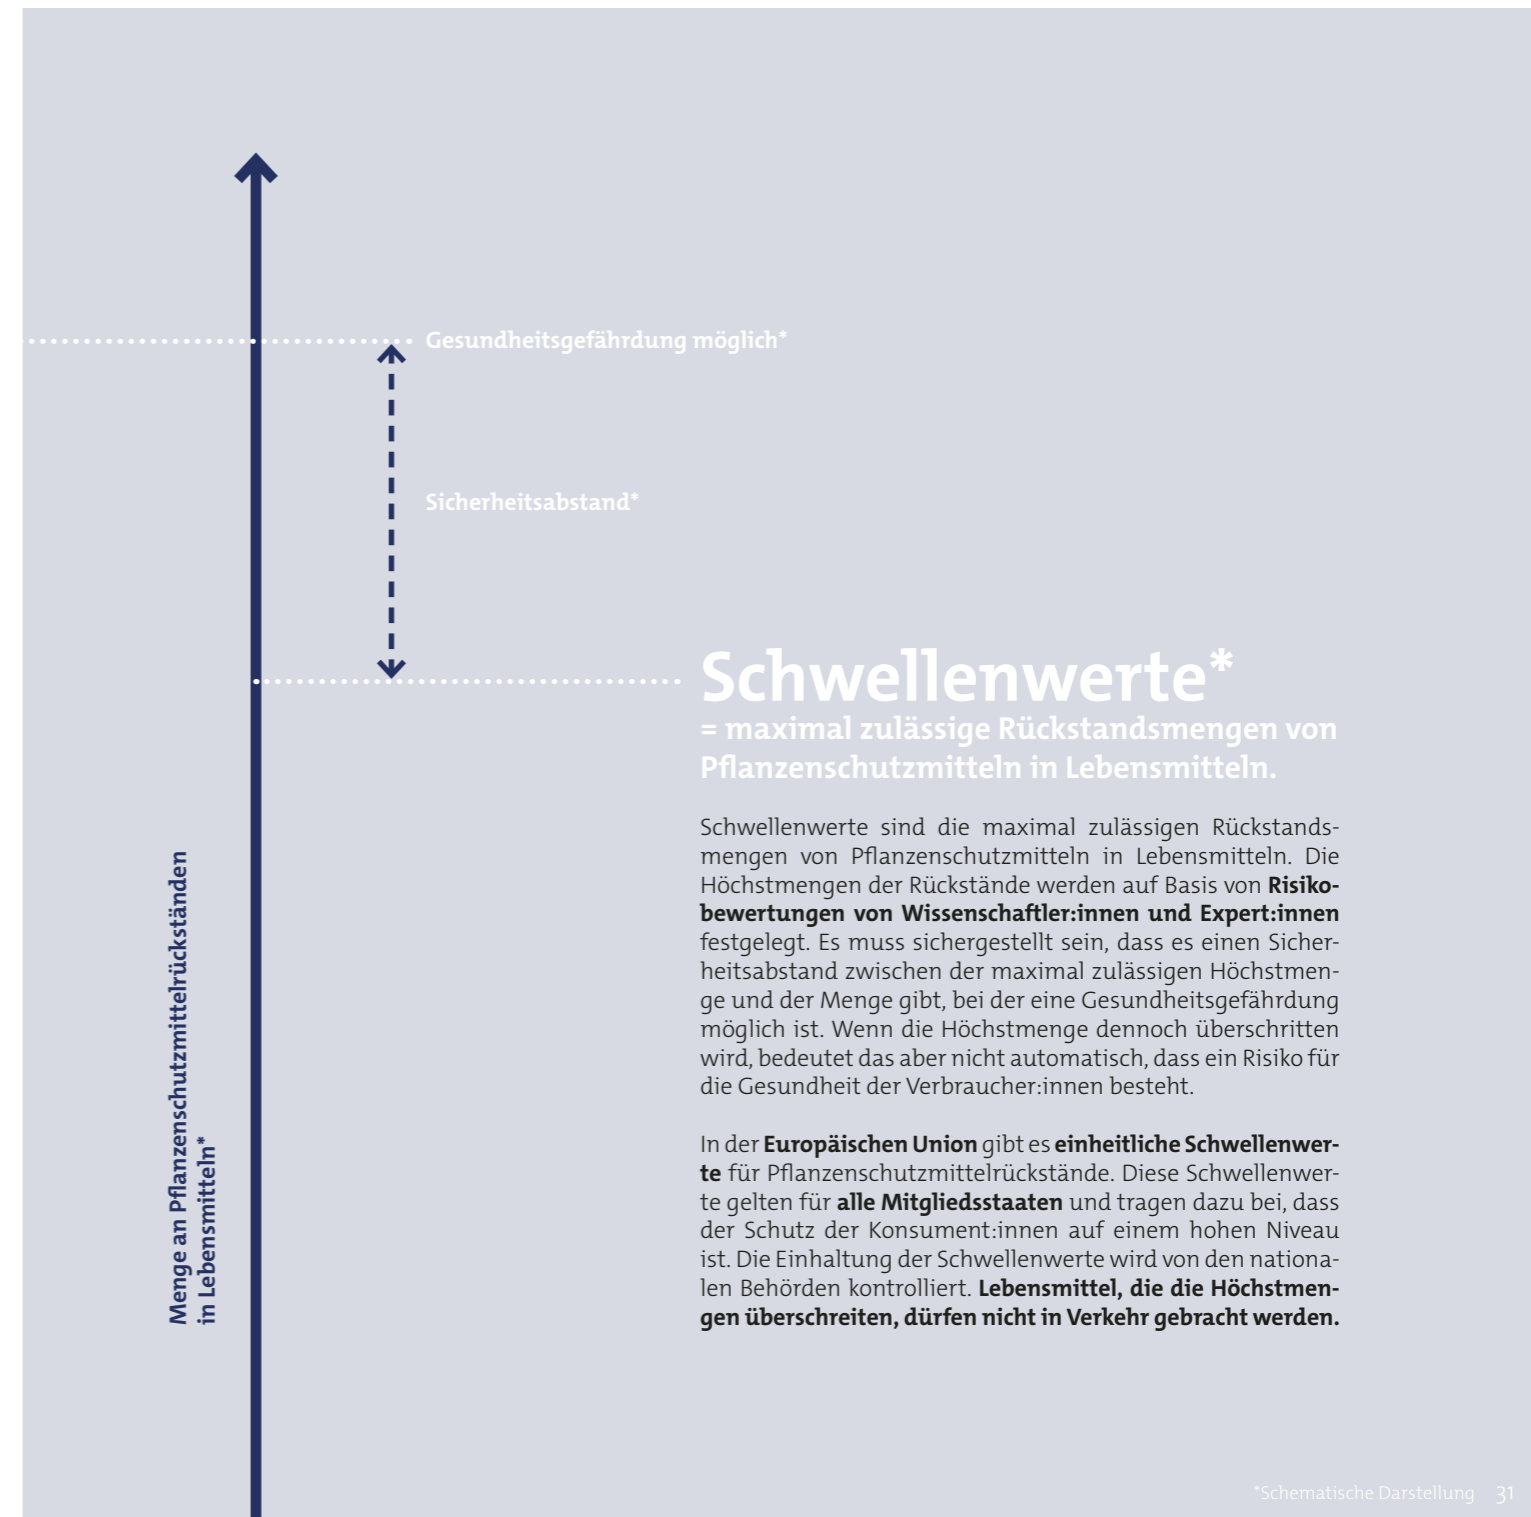 Gesundheitsgefährdung möglich*
Sicherheitsabstand*
Schwellenwerte*
= maximal zulässige Rückstandsmengen von
Pflanzenschutzmitteln in Lebensmitteln.
Schwellenwerte sind die maximal zulässigen Rückstands-
mengen von Pflanzenschutzmitteln in Lebensmitteln. Die
Höchstmengen der Rückstände werden auf Basis von Risiko-
bewertungen von Wissenschaftler:innen und Expert:innen
festgelegt. Es muss sichergestellt sein, dass es einen Sicher-
heitsabstand zwischen der maximal zulässigen Höchstmen-
ge und der Menge gibt, bei der eine Gesundheitsgefährdung
möglich ist. Wenn die Höchstmenge dennoch überschritten
wird, bedeutet das aber nicht automatisch, dass ein Risiko für
die Gesundheit der Verbraucher:innen besteht.
In der Europäischen Union gibt es einheitliche Schwellenwer-
te für Pflanzenschutzmittelrückstände. Diese Schwellenwer-
te gelten für alle Mitgliedsstaaten und tragen dazu bei, dass
der Schutz der Konsument:innen auf einem hohen Niveau
ist. Die Einhaltung der Schwellenwerte wird von den nationa-
len Behörden kontrolliert. Lebensmittel, die die Höchstmen-
gen überschreiten, dürfen nicht in Verkehr gebracht werden.
Menge an Pflanzenschutzmittelrückständen
in Lebensmitteln*
*Schematische Darstellung 31